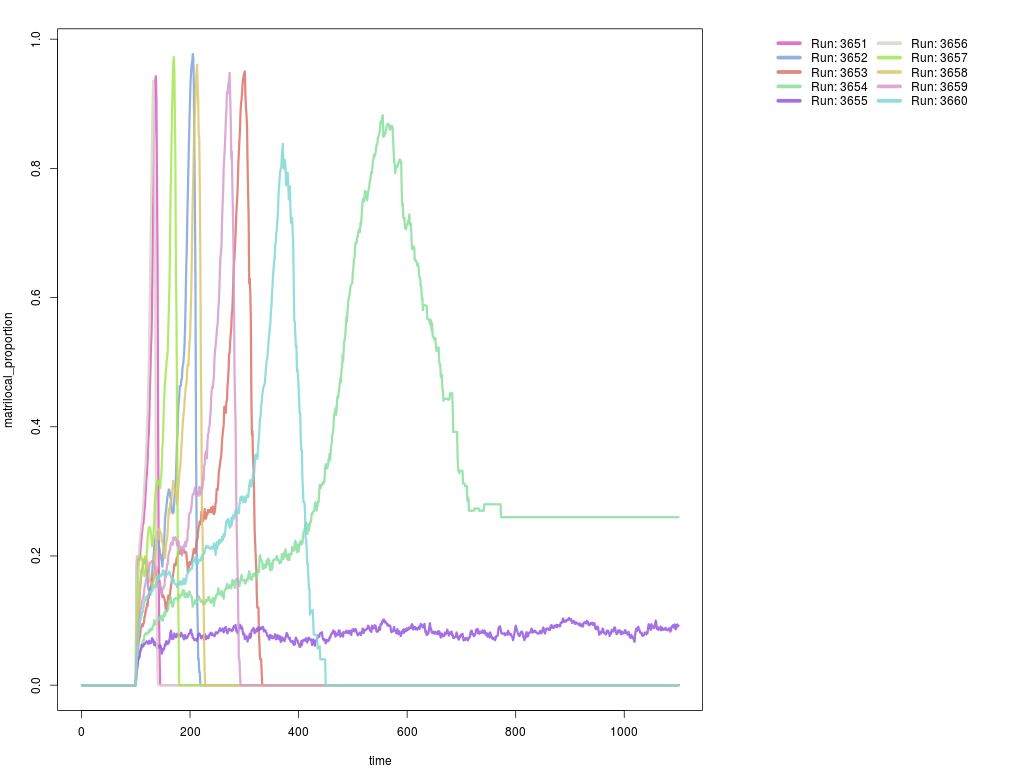 1.0
0.8
0.6
0.4
0.2
0.0
matrilocal_proportion
0 200 400 600 800 1000
time
Run: 3651 Run: 3656
Run: 3652 Run: 3657
Run: 3653 Run: 3658
Run: 3654 Run: 3659
Run: 3655 Run: 3660